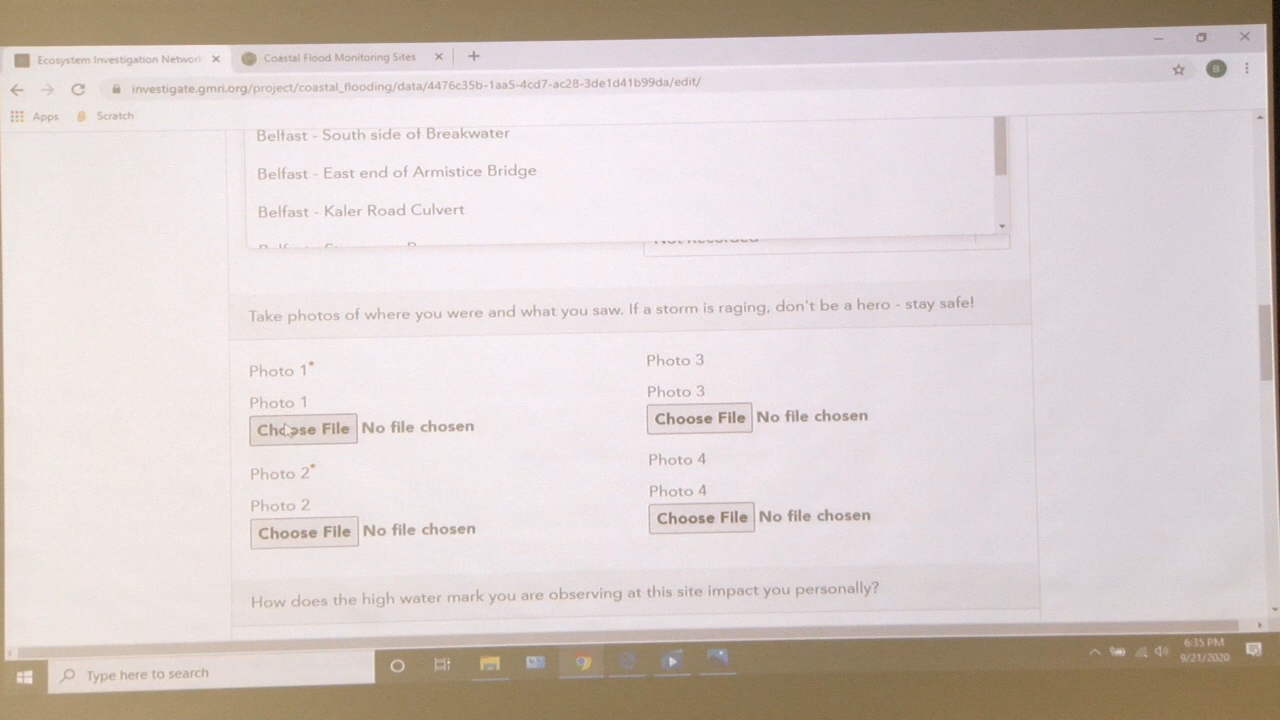 Ecosystem Investigation Network
Coastal Flood Monitoring Sites
investigate.gmri.org/project/coastal_flooding/data/4476c35b-1aa5-4cd7-ac28-3de1d41b99da/edit/
B
Apps
Scratch
Belfast - South side of Breakwater
Belfast - East end of Armistice Bridge
Belfast - Kaler Road Culvert
Not Recorded
Take photos of where you were and what you saw. If a storm is raging, don't be a hero - stay safe!
Photo 1*
Photo 1
Choose File No file chosen
Photo 2*
Photo 2
Choose File No file chosen
Photo 3
Photo 3
Choose File No file chosen
Photo 4
Photo 4
Choose File No file chosen
How does the high water mark you are observing at this site impact you personally?
Type here to search
6:35 PM
9/21/2020